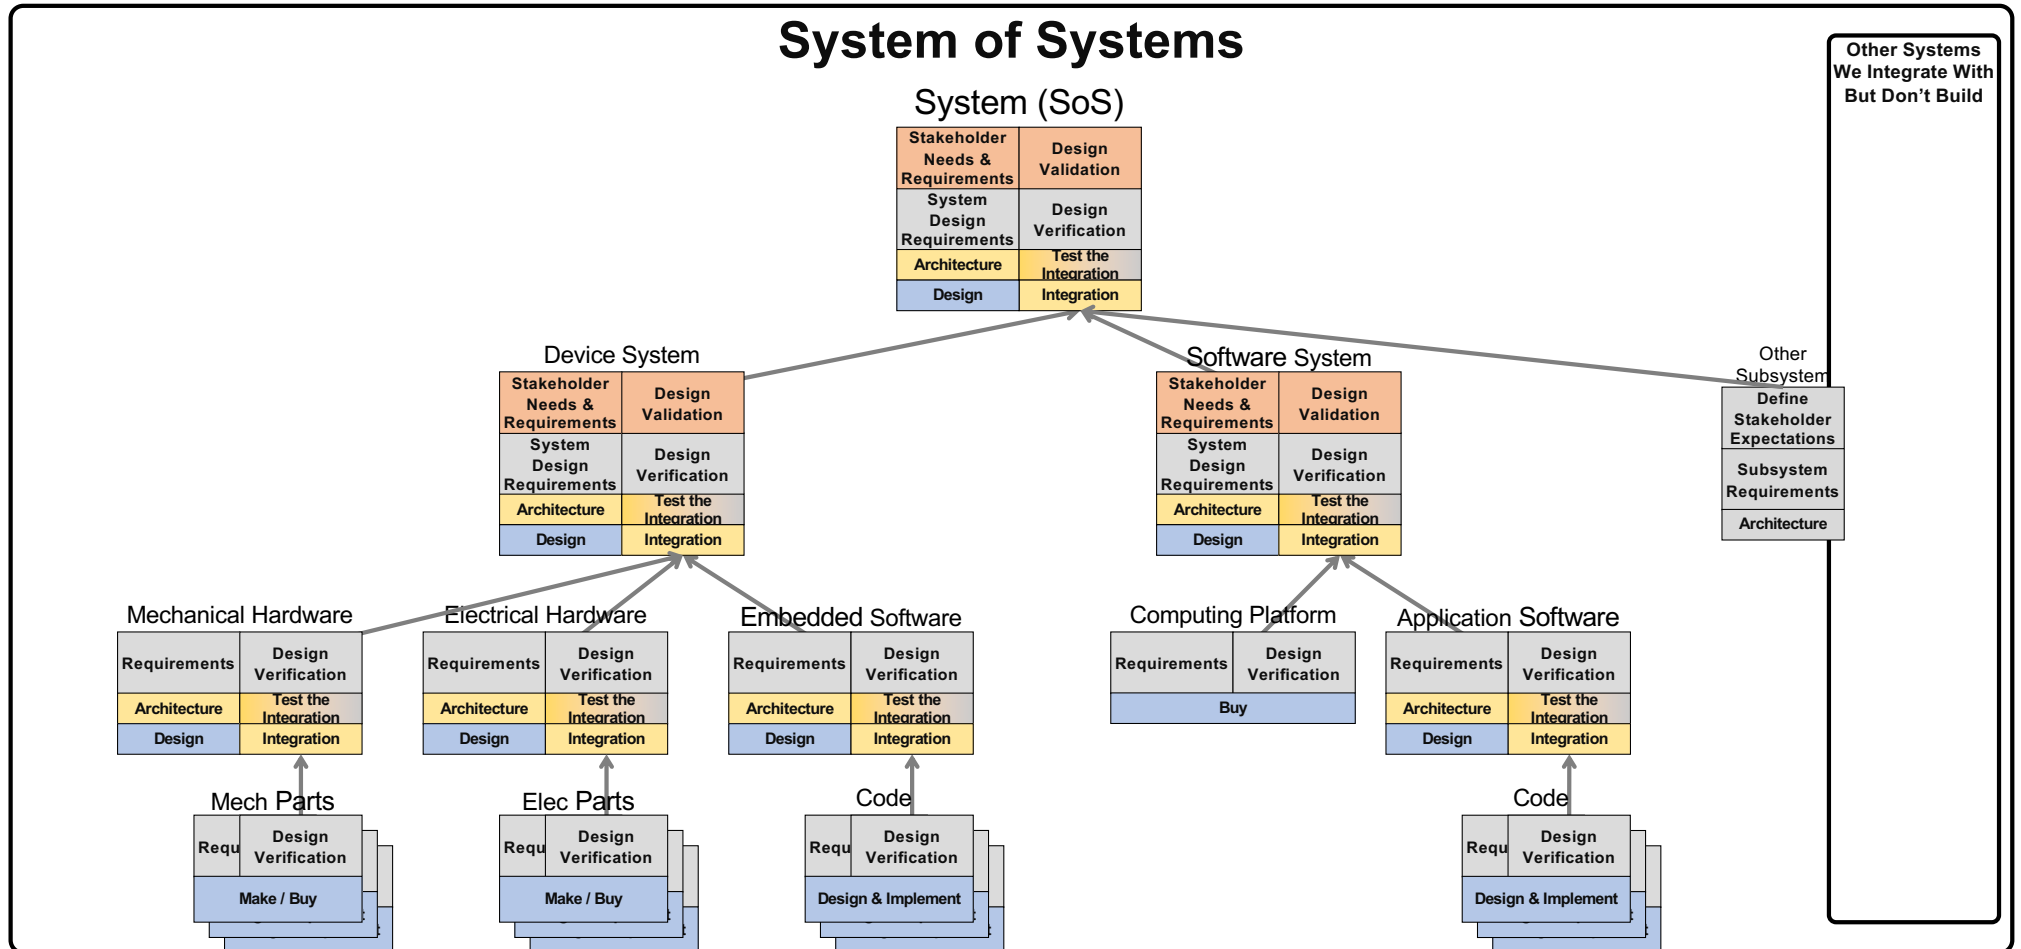 System of Systems
Other Systems
We Integrate With
But Don't Build
System (SoS)
Stakeholder
Needs &
Requirements
Design
Validation
System
Design
Requirements
Design
Verification
Architecture
Test the
Integration
Design
Integration
Device System
Stakeholder
Needs &
Requirements
Design
Validation
System
Design
Requirements
Design
Verification
Architecture
Test the
Integration
Design
Integration
Software System
Stakeholder
Needs &
Requirements
Design
Validation
System
Design
Requirements
Design
Verification
Architecture
Test the
Integration
Design
Integration
Other
Subsystem
Define
Stakeholder
Expectations
Subsystem
Requirements
Architecture
Mechanical Hardware
Requirements
Design
Verification
Architecture
Test the
Integration
Design
Integration
Electrical Hardware
Requirements
Design
Verification
Architecture
Test the
Integration
Design
Integration
Embedded Software
Requirements
Design
Verification
Architecture
Test the
Integration
Design
Integration
Computing Platform
Requirements
Design
Verification
Buy
Application Software
Requirements
Design
Verification
Architecture
Test the
Integration
Design
Integration
Mech Parts
Requ
Design
Verification
Make / Buy
Elec Parts
Requ
Design
Verification
Make / Buy
Code
Requ
Design
Verification
Design & Implement
Code
Requ
Design
Verification
Design & Implement